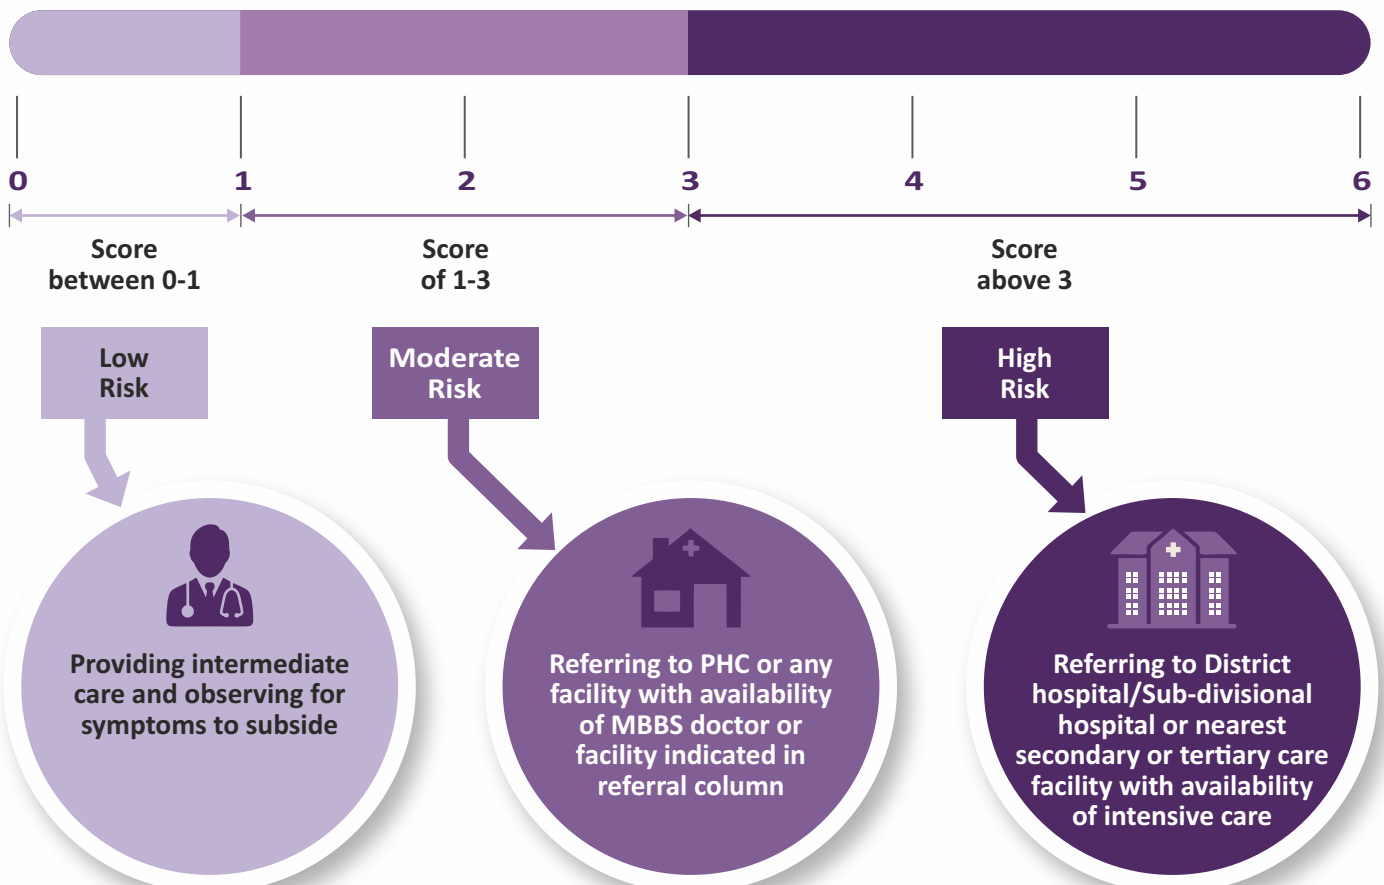 0 1 2 3 4 5 6
Score
between 0-1
Score
of 1-3
Score
above 3
Low
Risk
Moderate
Risk
High
Risk
Providing intermediate
care and observing for
symptoms to subside
Referring to PHC or any
facility with availability
of MBBS doctor or
facility indicated in
referral column
Referring to District
hospital/Sub-divisional
hospital or nearest
secondary or tertiary care
facility with availability
of intensive care